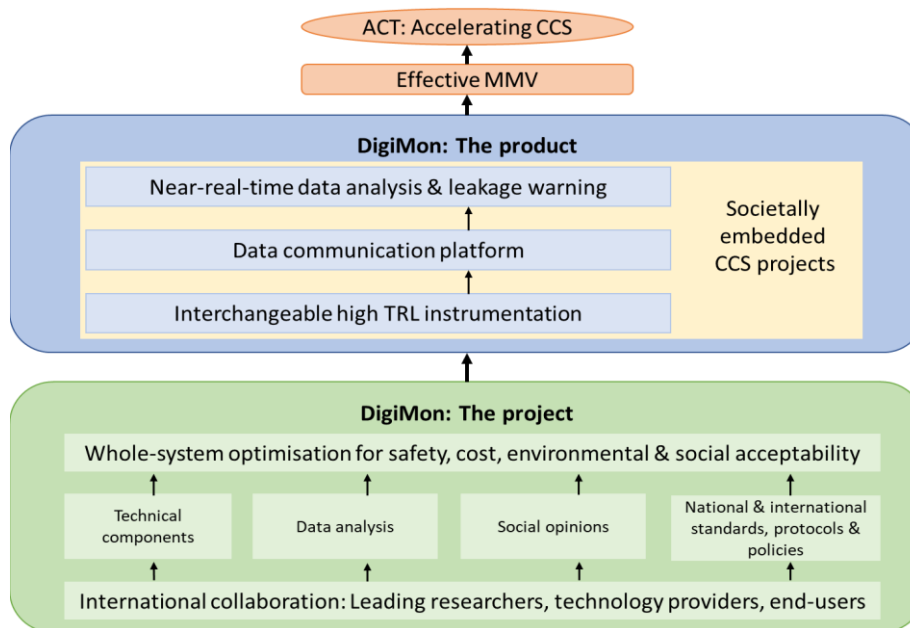 ACT: Accelerating CCS
Effective MMV
DigiMon: The product
Near-real-time data analysis & leakage warning
Data communication platform
Interchangeable high TRL instrumentation
Societally
embedded
CCS projects
DigiMon: The project
Whole-system optimisation for safety, cost, environmental & social acceptability
Technical
components
Data analysis
Social opinions
National & international
standards, protocols &
policies
International collaboration: Leading researchers, technology providers, end-users